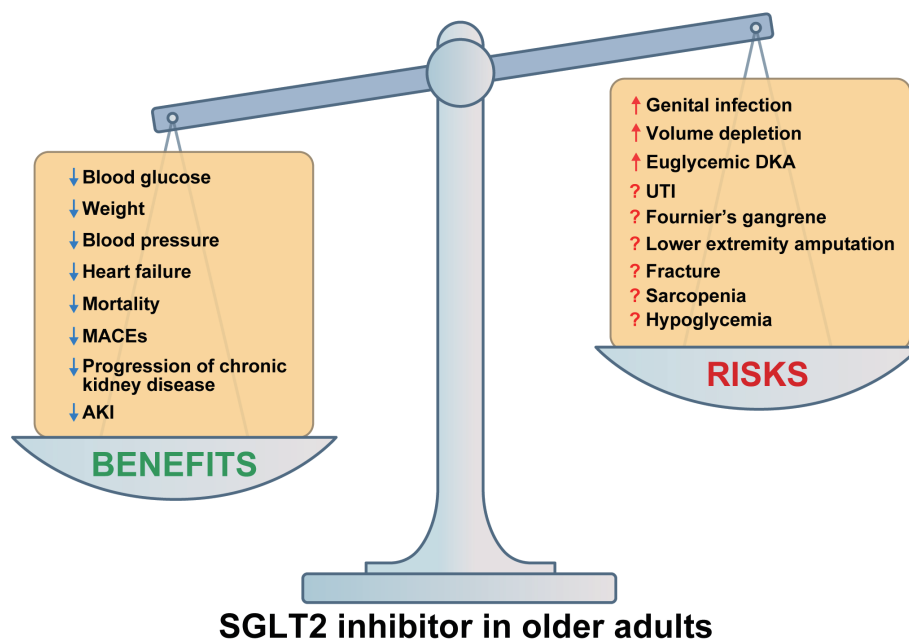 ↓ Blood glucose
↓ Weight
↓ Blood pressure
↓ Heart failure
↓ Mortality
↓ MACEs
↓ Progression of chronic
kidney disease
↓ AKI
BENEFITS
↑ Genital infection
↑ Volume depletion
↑ Euglycemic DKA
? UTI
? Fournier's gangrene
? Lower extremity amputation
? Fracture
? Sarcopenia
? Hypoglycemia
RISKS
SGLT2 inhibitor in older adults